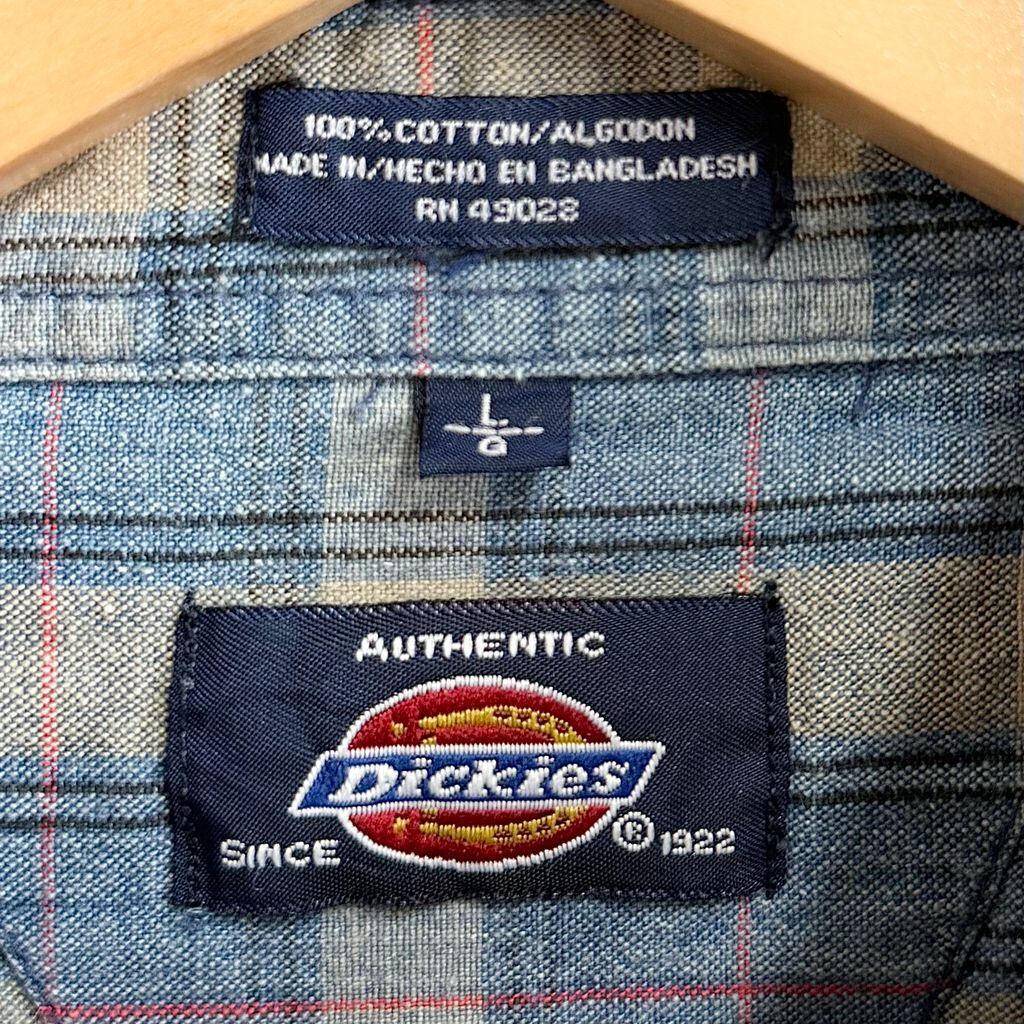 100% COTTON/ALGODON
MADE IN/HECHO EN BANGLADESH
RN 49028
L
G
AUTHENTIC
Dickies
SINCE ® 1922